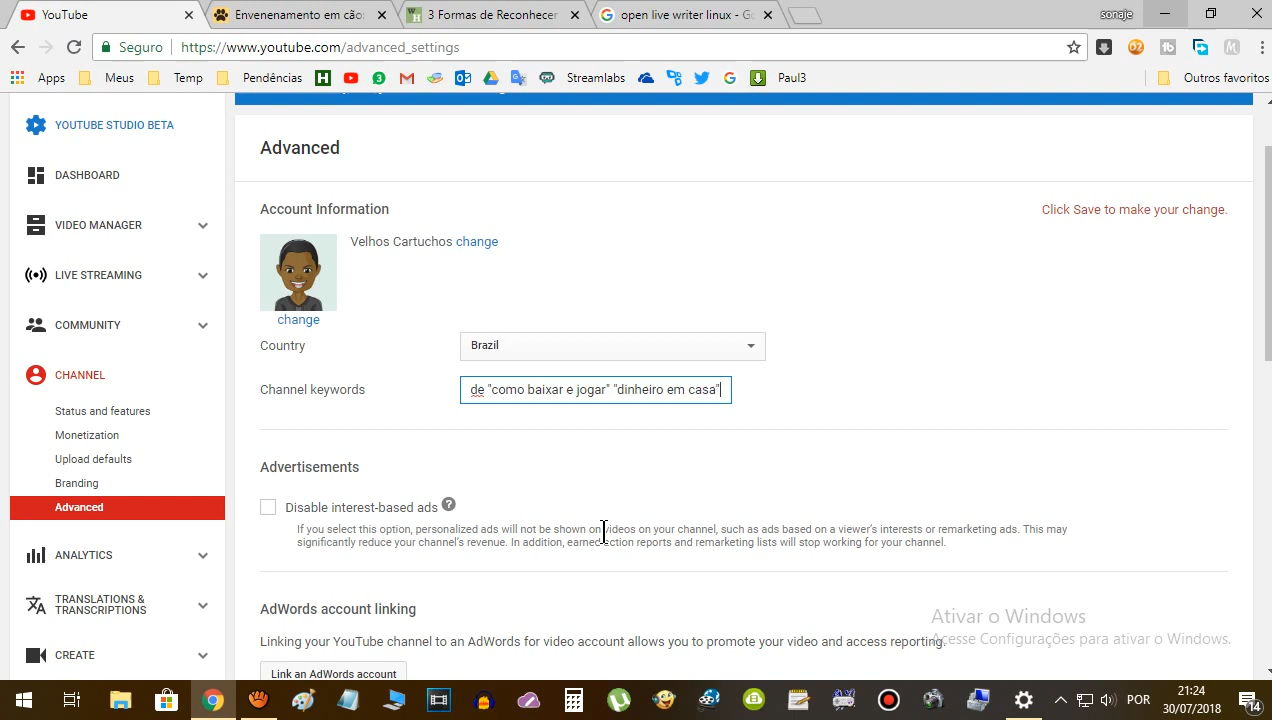 YouTube
Envenenamento em cão:
3 Formas de Reconhecer
open live writer linux - Go
sonaje
Seguro
https://www.youtube.com/advanced_settings
Apps
Meus
Temp
Pendências
Streamlabs
Paul3
Outros favoritos
YOUTUBE STUDIO BETA
DASHBOARD
VIDEO MANAGER
LIVE STREAMING
COMMUNITY
CHANNEL
Status and features
Monetization
Upload defaults
Branding
Advanced
ANALYTICS
TRANSLATIONS &
TRANSCRIPTIONS
CREATE
Advanced
Account Information
Click Save to make your change.
Velhos Cartuchos change
change
Country
Brazil
Channel keywords
de "como baixar e jogar" "dinheiro em casa"
Advertisements
Disable interest-based ads
If you select this option, personalized ads will not be shown on videos on your channel, such as ads based on a viewer's interests or remarketing ads. This may
significantly reduce your channel's revenue. In addition, earned action reports and remarketing lists will stop working for your channel.
AdWords account linking
Linking your YouTube channel to an AdWords for video account allows you to promote your video and access reporting.
Link an AdWords account
Ativar o Windows
Acesse Configurações para ativar o Windows.
POR
21:24
30/07/2018
14